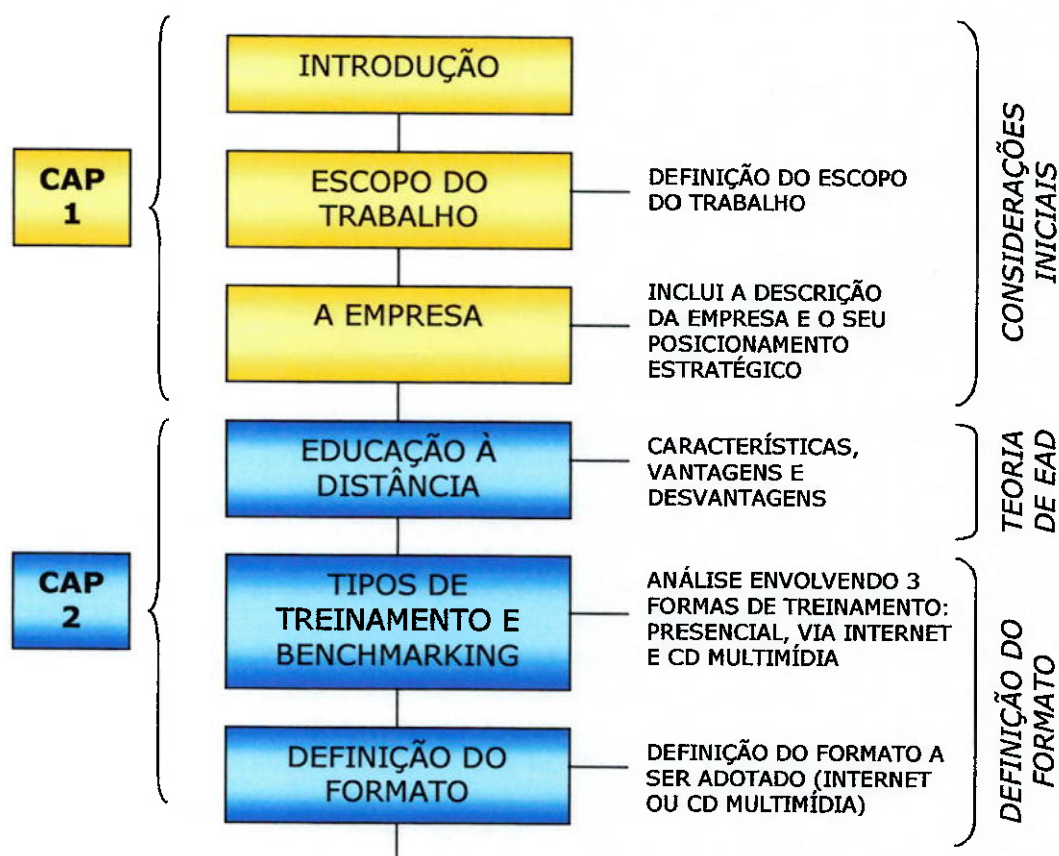 CAP
1
INTRODUÇÃO
ESCOPO DO
TRABALHO
DEFINIÇÃO DO ESCOPO
DO TRABALHO
A EMPRESA
INCLUI A DESCRIÇÃO
DA EMPRESA E O SEU
POSICIONAMENTO
ESTRATÉGICO
CONSIDERAÇÕES
INICIAIS
CAP
2
EDUCAÇÃO À
DISTÂNCIA
CARACTERÍSTICAS,
VANTAGENS E
DESVANTAGENS
TEORIA
DE EAD
TIPOS DE
TREINAMENTO E
BENCHMARKING
ANÁLISE ENVOLVENDO 3
FORMAS DE TREINAMENTO:
PRESENCIAL, VIA INTERNET
E CD MULTIMÍDIA
DEFINIÇÃO DO
FORMATO
DEFINIÇÃO DO FORMATO A
SER ADOTADO (INTERNET
OU CD MULTIMÍDIA)
DEFINIÇÃO DO
FORMATO